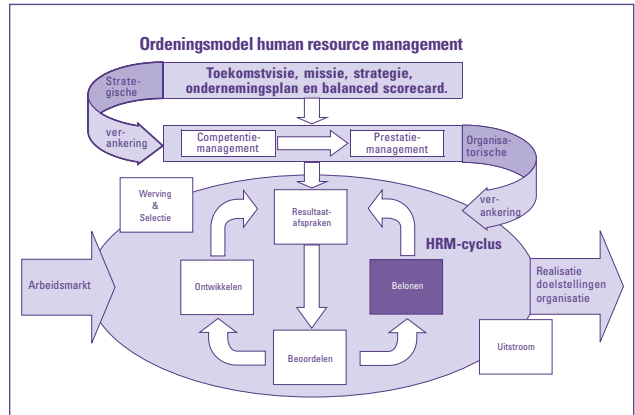 Ordeningsmodel human resource management
Strate-
gische
Toekomstvisie, missie, strategie,
ondernemingsplan en balanced scorecard.
ver-
ankering
Competentie-
management
Prestatie-
management
Organisa-
torische
ver-
ankering
Werving
&
Selectie
Resultaat-
afspraken
HRM-cyclus
Arbeidsmarkt
Ontwikkelen
Belonen
Realisatie
doelstellingen
organisatie
Beoordelen
Uitstroom